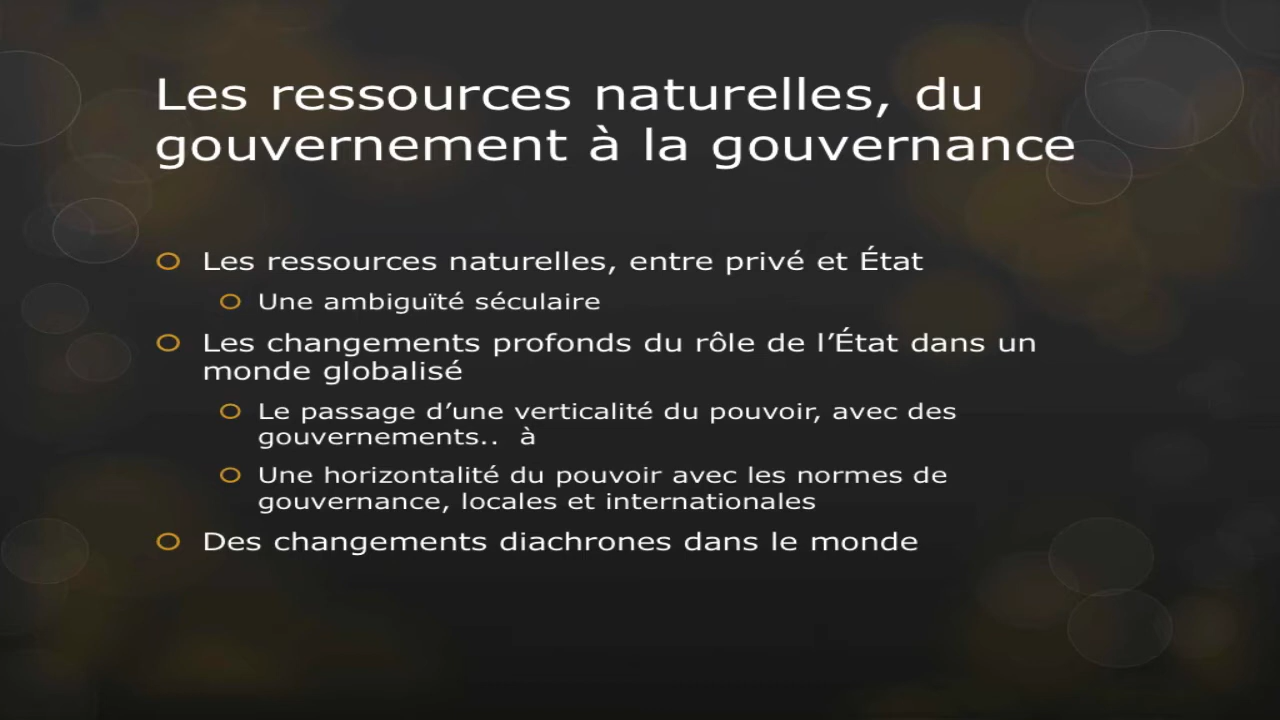 Les ressources naturelles, du
gouvernement à la gouvernance
Les ressources naturelles, entre privé et État
Une ambiguïté séculaire
Les changements profonds du rôle de l’État dans un
monde globalisé
Le passage d’une verticalité du pouvoir, avec des
gouvernements..  à
Une horizontalité du pouvoir avec les normes de
gouvernance, locales et internationales
Des changements diachrones dans le monde